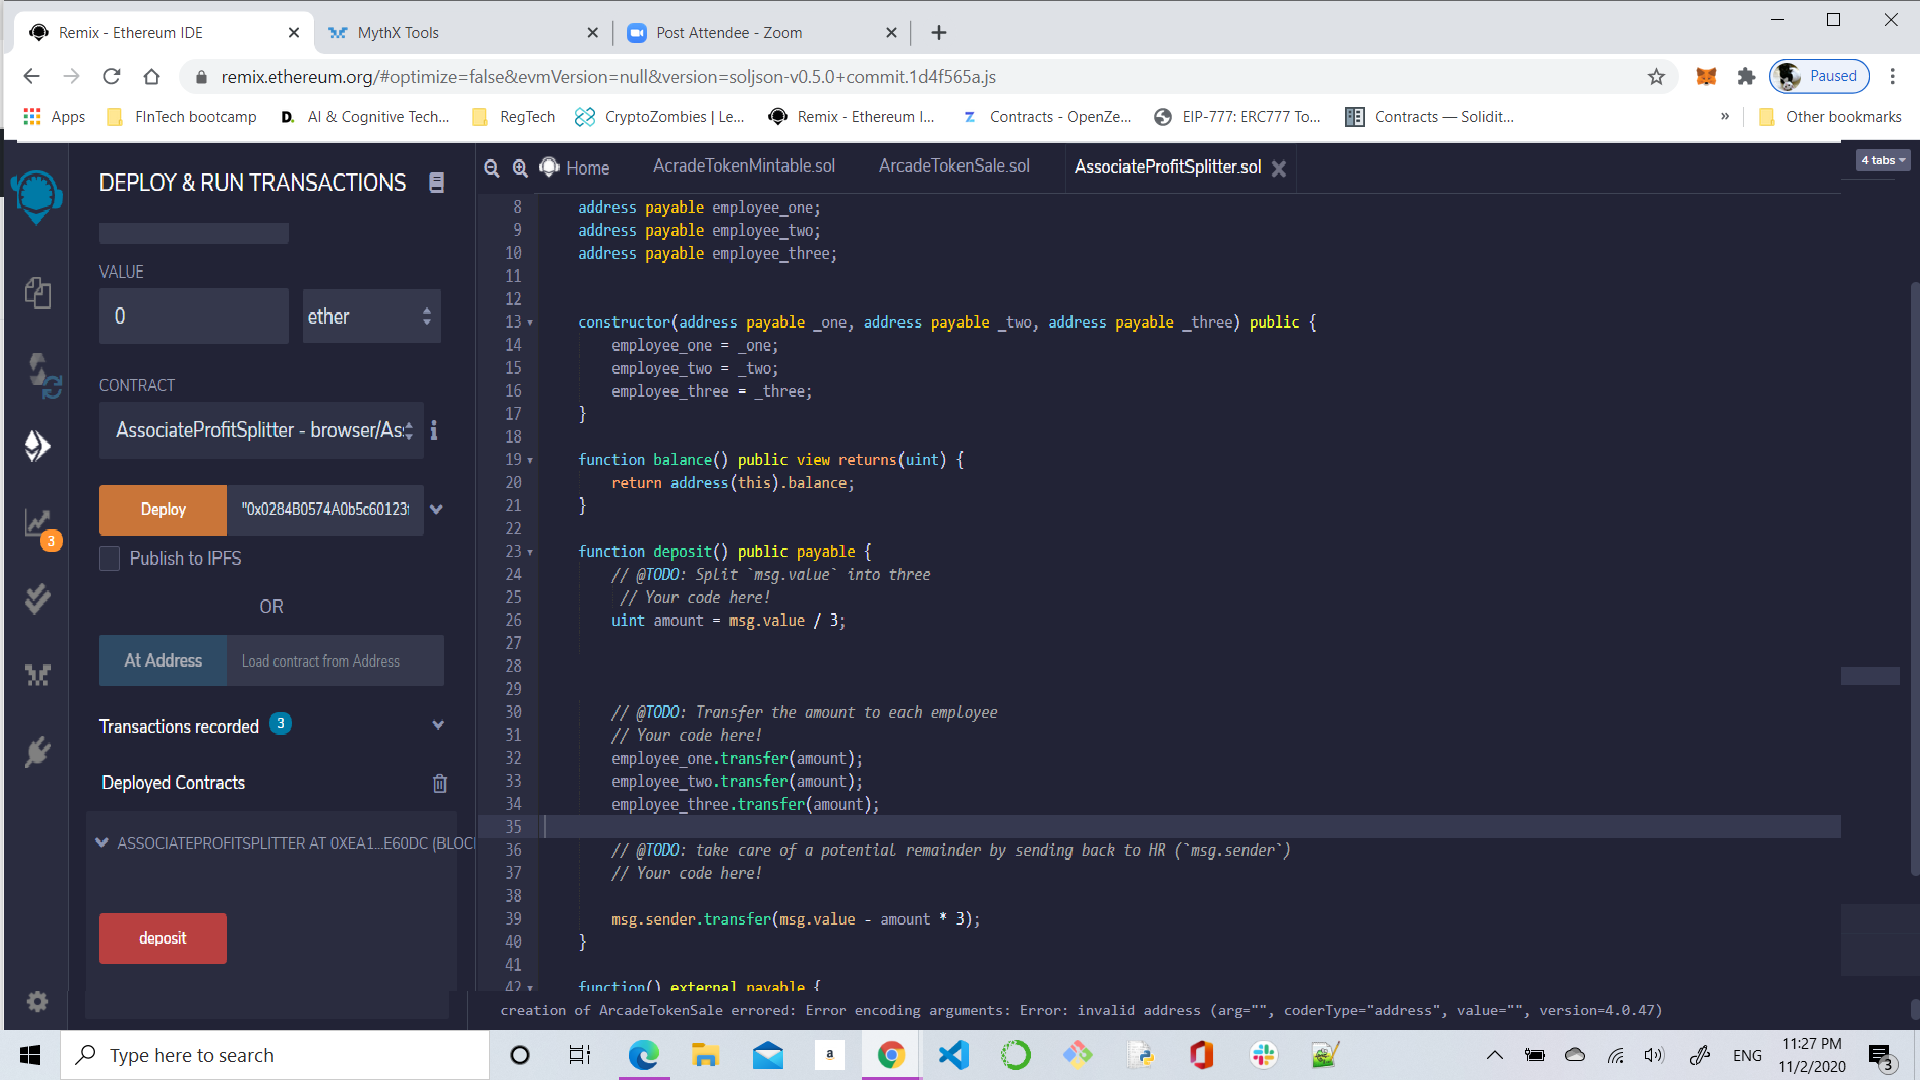 Remix - Ethereum IDE
MythX Tools
Post Attendee - Zoom
remix.ethereum.org/#optimize=false&evmVersion=null&version=soljson-v0.5.0+commit.1d4f565a.js
Paused
Apps
FInTech bootcamp
D.
AI & Cognitive Tech...
RegTech
CryptoZombies | Le...
Remix - Ethereum I...
Contracts - OpenZe...
EIP-777: ERC777 To...
Contracts — Solidit...
»
Other bookmarks
DEPLOY & RUN TRANSACTIONS
VALUE
0
ether
CONTRACT
AssociateProfitSplitter - browser/As
Deploy
"0x0284B0574A0b5c60123
Publish to IPFS
OR
At Address
Load contract from Address
Transactions recorded 3
Deployed Contracts
ASSOCIATEPROFITSPLITTER AT 0XEA1...E60DC (BLOC
deposit
3
Home
AcradeTokenMintable.sol
ArcadeTokenSale.sol
AssociateProfitSplitter.sol
4 tabs
8 address payable employee_one;
9 address payable employee_two;
10 address payable employee_three;
11
12
13 constructor(address payable _one, address payable _two, address payable _three) public {
14 employee_one = _one;
15 employee_two = _two;
16 employee_three = _three;
17 }
18
19 function balance() public view returns(uint) {
20 return address(this).balance;
21 }
22
23 function deposit() public payable {
24 // @TODO: Split `msg.value` into three
25 // Your code here!
26 uint amount = msg.value / 3;
27
28
29
30 // @TODO: Transfer the amount to each employee
31 // Your code here!
32 employee_one.transfer(amount);
33 employee_two.transfer(amount);
34 employee_three.transfer(amount);
35
36 // @TODO: take care of a potential remainder by sending back to HR (`msg.sender`)
37 // Your code here!
38
39 msg.sender.transfer(msg.value - amount * 3);
40 }
41
42 function() external payable {
creation of ArcadeTokenSale errored: Error encoding arguments: Error: invalid address (arg="", coderType="address", value="", version=4.0.47)
Type here to search
a
ENG
11:27 PM
11/2/2020
3